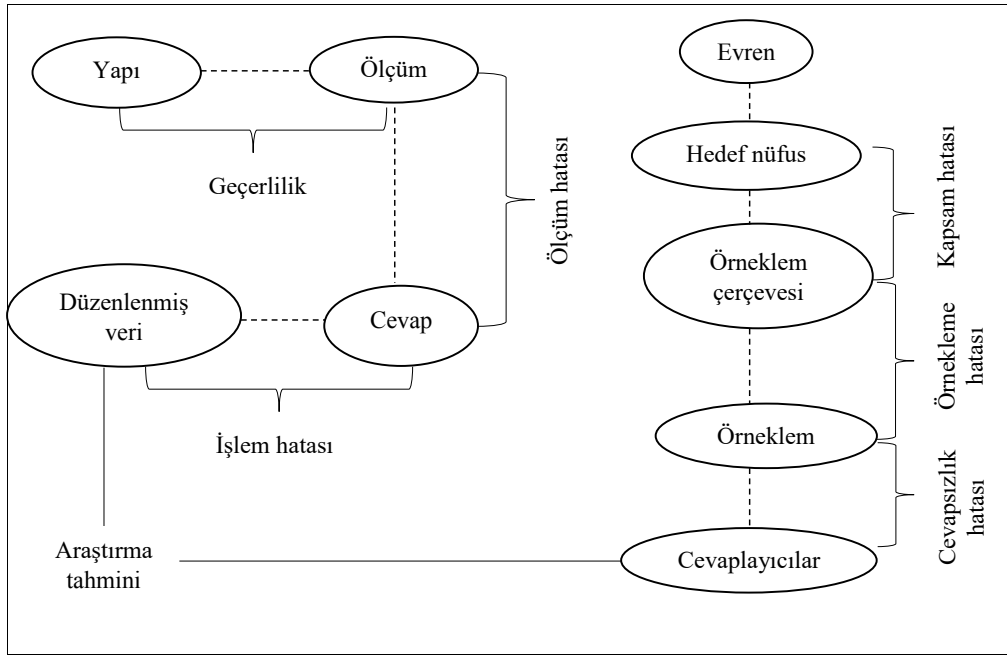 Yapı
Ölçüm
Geçerlilik
Ölçüm hatası
Düzenlenmiş
veri
Cevap
İşlem hatası
Araştırma
tahmini
Evren
Hedef nüfus
Kapsam hatası
Örneklem
çerçevesi
Örnekleme
hatası
Örneklem
Cevapsızlık
hatası
Cevaplayıcılar